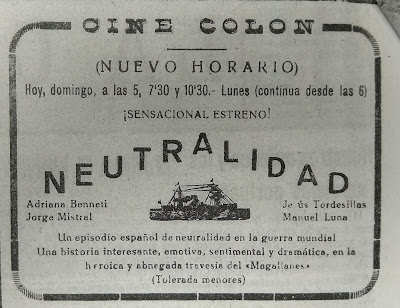 CINE COLON
(NUEVO HORARIO)
Hoy, domingo, a las 5, 7'30 y 10'30.- Lunes (continua desde las 6)
¡SENSACIONAL ESTRENO!
NEUTRALIDAD
Adriana Benneti
Jorge Mistral
Jesús Tordesillas
Manuel Luna
Un episodio español de neutralidad en la guerra mundial
Una historia interesante, emotiva, sentimental y dramática, en la
heroica y abnegada travesía del «Magallanes»
(Tolerada menores)